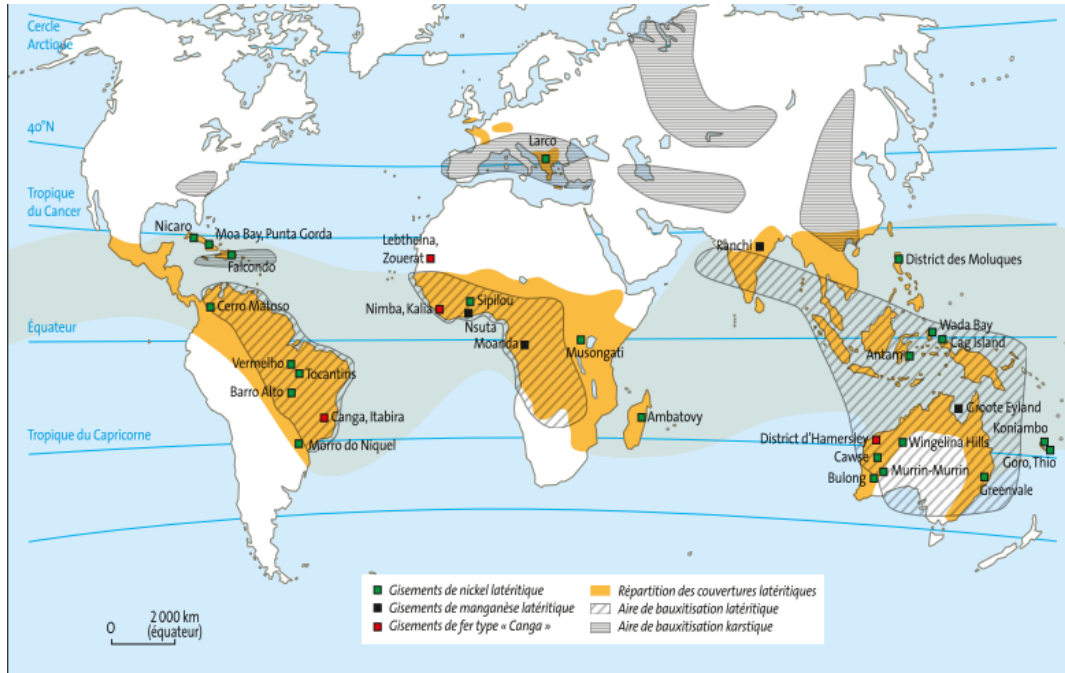 Cercle
Arctique
40°N
Larco
Tropique
du Cancer
Nicaro
Moa Bay, Punta Gorda
Falcondo
Lebtheina,
Zouerat
Ranchi
District des Moluques
Cerro Matoso
Nimba, Kalia
Sipilou
Nsuta
Équateur
Moanda
Musongati
Wada Bay
Cag Island
Antam
Vermelho
Tocantins
Barro Alto
Canga, Itabira
Ambatovy
Groote Eyland
Koniambo
Tropique du Capricorne
Morro do Niquel
District d'Hamersley
Wingelina Hills
Cawse
Goro, Thio
Murrin-Murrin
Bulong
Greenvale
Gisements de nickel latéritique
Gisements de manganèse latéritique
Gisements de fer type « Canga »
Répartition des couvertures latéritiques
Aire de bauxitisation latéritique
Aire de bauxitisation karstique
0
2 000 km
(équateur)